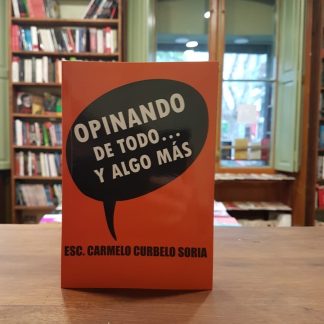 OPINANDO
DE TODO...
Y ALGO MÁS
ESC. CARMELO CURBELO SORIA